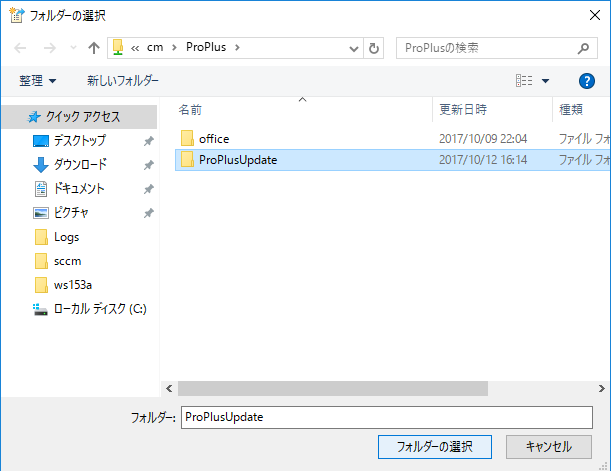 フォルダーの選択
« cm > ProPlus >
ProPlusの検索
整理
新しいフォルダー
?
名前 更新日時 種類
クイック アクセス
デスクトップ
ダウンロード
ドキュメント
ピクチャ
Logs
sccm
ws153a
ローカル ディスク (C:)
office 2017/10/09 22:04 ファイル フォ
ProPlusUpdate 2017/10/12 16:14 ファイル フォ
フォルダー: ProPlusUpdate
フォルダーの選択 キャンセル